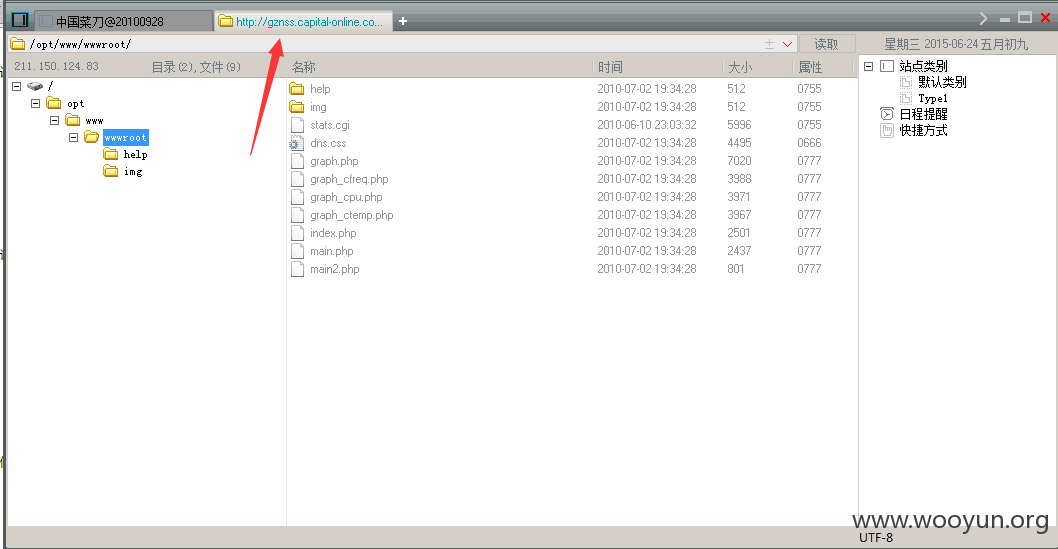 中国菜刀@20100928
http://gznss.capital-online.co...
/opt/www/wwwroot/
读取
星期三 2015-06-24 五月初九
211.150.124.83
目录(2),文件(9)
/
opt
www
wwwroot
help
img
名称 时间 大小 属性
help 2010-07-02 19:34:28 512 0755
img 2010-07-02 19:34:28 512 0755
stats.cgi 2010-06-10 23:03:32 5996 0755
dns.css 2010-07-02 19:34:28 4495 0666
graph.php 2010-07-02 19:34:28 7020 0777
graph_cfreq.php 2010-07-02 19:34:28 3988 0777
graph_cpu.php 2010-07-02 19:34:28 3971 0777
graph_ctemp.php 2010-07-02 19:34:28 3967 0777
index.php 2010-07-02 19:34:28 2501 0777
main.php 2010-07-02 19:34:28 2437 0777
main2.php 2010-07-02 19:34:28 801 0777
站点类别
默认类别
Type1
日程提醒
快捷方式
www.wooyun.org
UTF-8